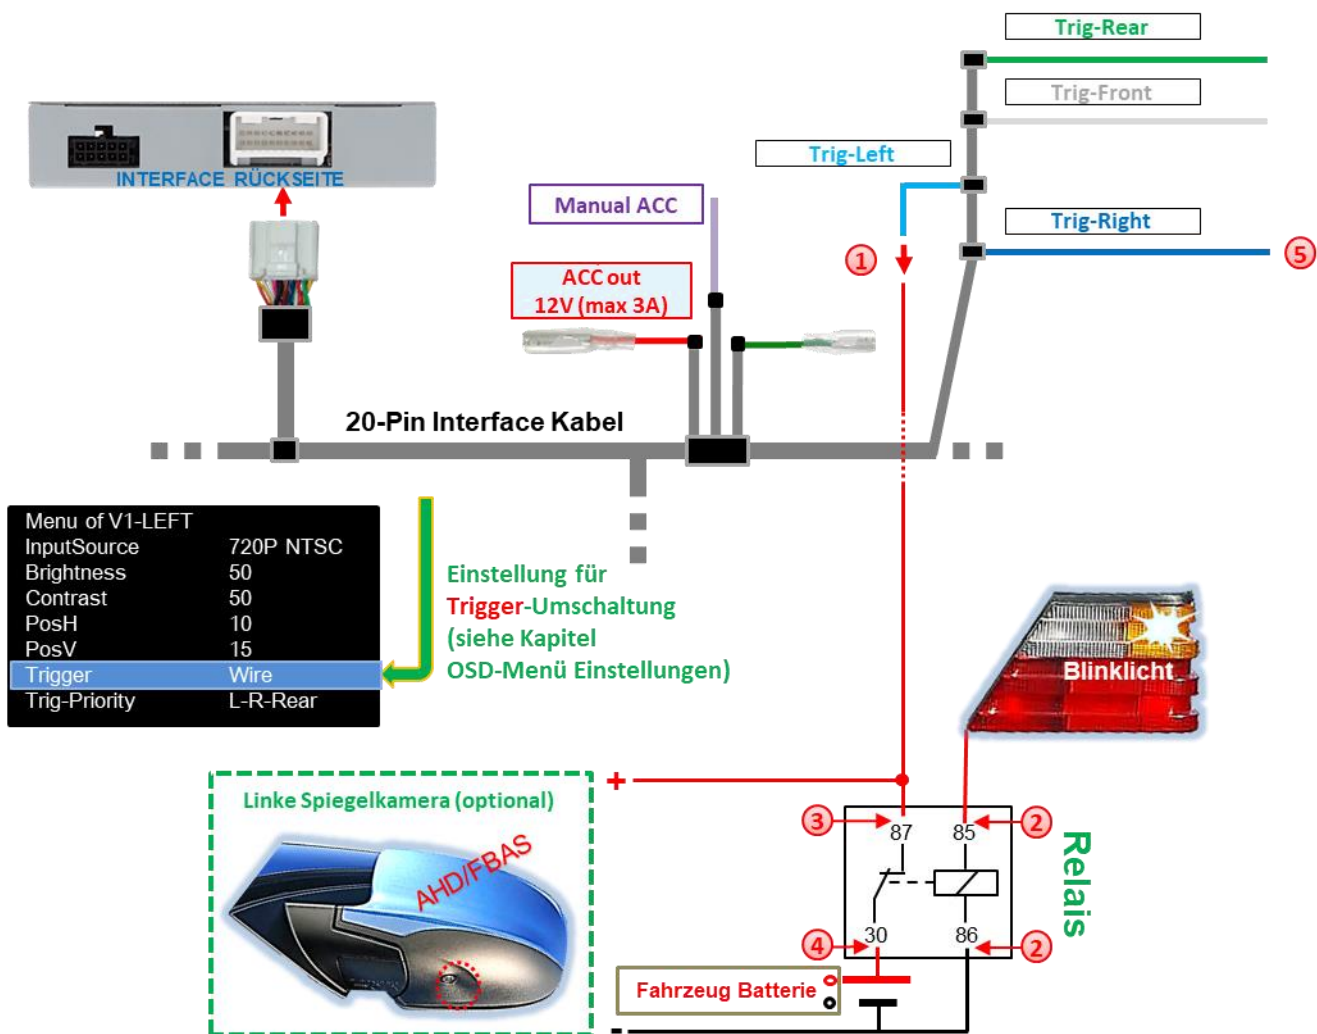 Trig-Rear
Trig-Front
Trig-Left
INTERFACE RÜCKSEITE
Manual ACC
Trig-Right
1
5
ACC out
12V (max 3A)
20-Pin Interface Kabel
Menu of V1-LEFT
InputSource 720P NTSC
Brightness 50
Contrast 50
PosH 10
PosV 15
Trigger Wire
Trig-Priority L-R-Rear
Einstellung für
Trigger-Umschaltung
(siehe Kapitel
OSD-Menü Einstellungen)
Blinklicht
+
Linke Spiegelkamera (optional)
AHD/FBAS
3
87
85
2
Relais
4
30
86
2
Fahrzeug Batterie
-